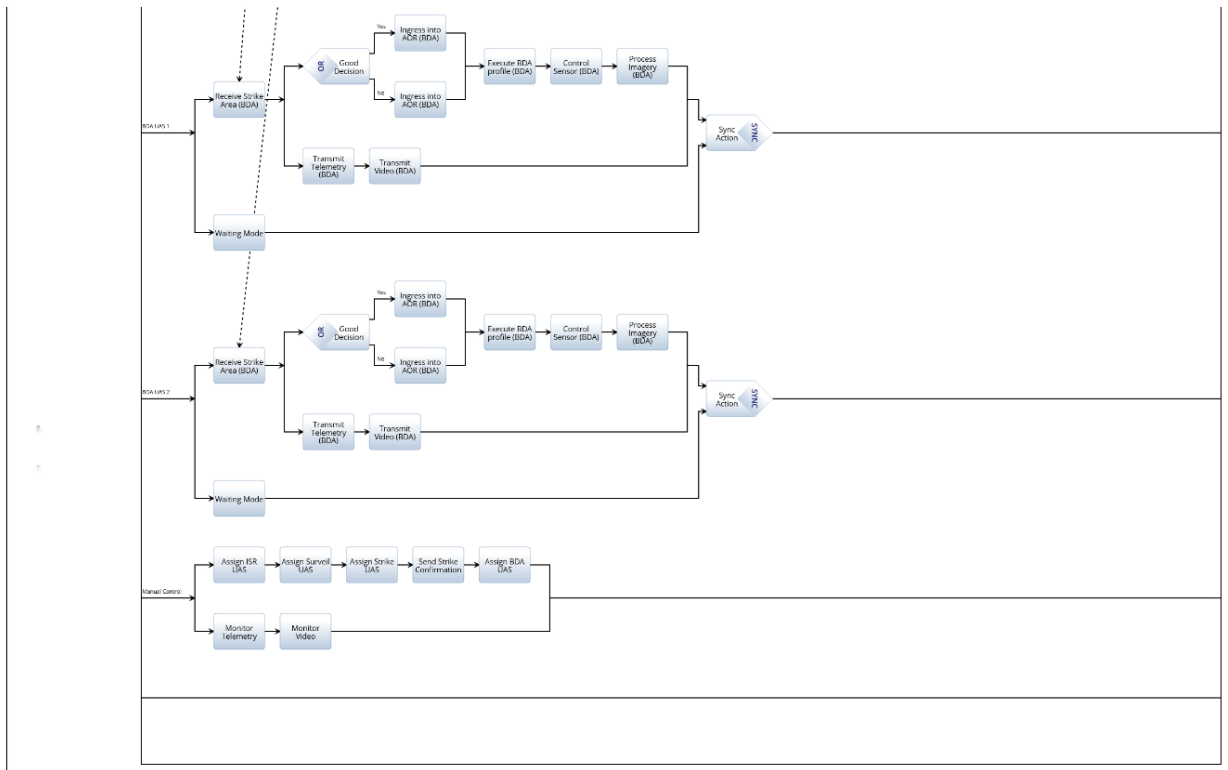 Yes
Ingress into
AOR (BDA)
OR
Good
Decision
Execute BDA
profile (BDA)
Control
Sensor (BDA)
Process
Imagery
(BDA)
Receive Strike
Area (BDA)
No
Ingress into
AOR (BDA)
BDA UAS 1
Sync
Action
SYNC
Transmit
Telemetry
(BDA)
Transmit
Video (BDA)
Waiting Mode
Yes
Ingress into
AOR (BDA)
OR
Good
Decision
Execute BDA
profile (BDA)
Control
Sensor (BDA)
Process
Imagery
(BDA)
Receive Strike
Area (BDA)
No
Ingress into
AOR (BDA)
BDA UAS 2
Sync
Action
SYNC
Transmit
Telemetry
(BDA)
Transmit
Video (BDA)
Waiting Mode
Assign ISR
UAS
Assign Surveil
UAS
Assign Strike
UAS
Send Strike
Confirmation
Assign BDA
UAS
Manual Control
Monitor
Telemetry
Monitor
Video